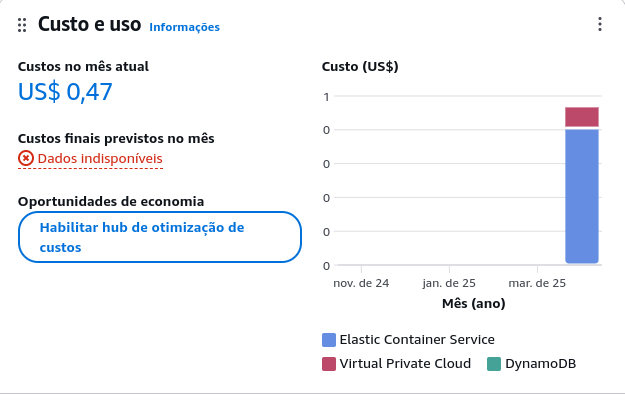 Custo e uso Informações
Custos no mês atual
US$ 0,47
Custos finais previstos no mês
Dados indisponíveis
Oportunidades de economia
Habilitar hub de otimização de
custos
Custo (US$)
1
0
0
0
0
0
nov. de 24 jan. de 25 mar. de 25
Mês (ano)
Elastic Container Service
Virtual Private Cloud DynamoDB